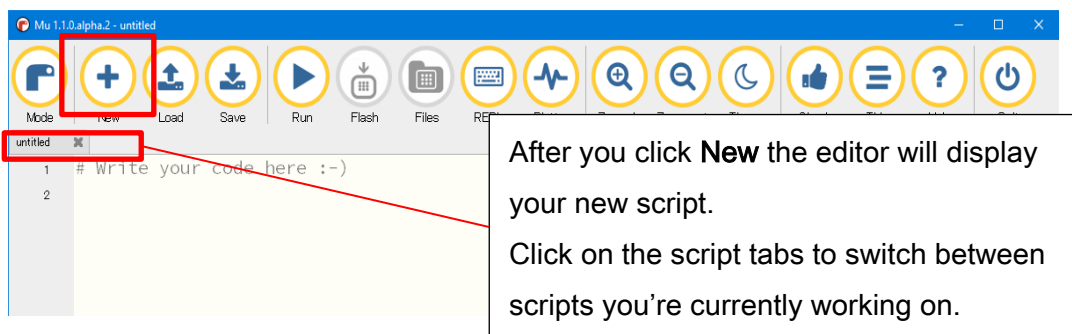 Mu 1.1.0.alpha.2 - untitled
Mode New Load Save Run Flash Files
untitled
1 # Write your code here :-)
2
After you click New the editor will display
your new script.
Click on the script tabs to switch between
scripts you’re currently working on.